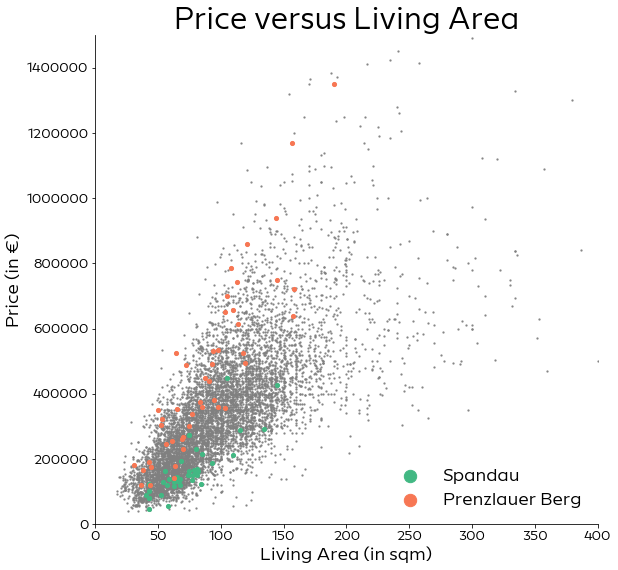 Price versus Living Area
1400000
1200000
1000000
800000
600000
400000
200000
0
Price (in €)
0 50 100 150 200 250 300 350 400
Living Area (in sqm)
Spandau
Prenzlauer Berg